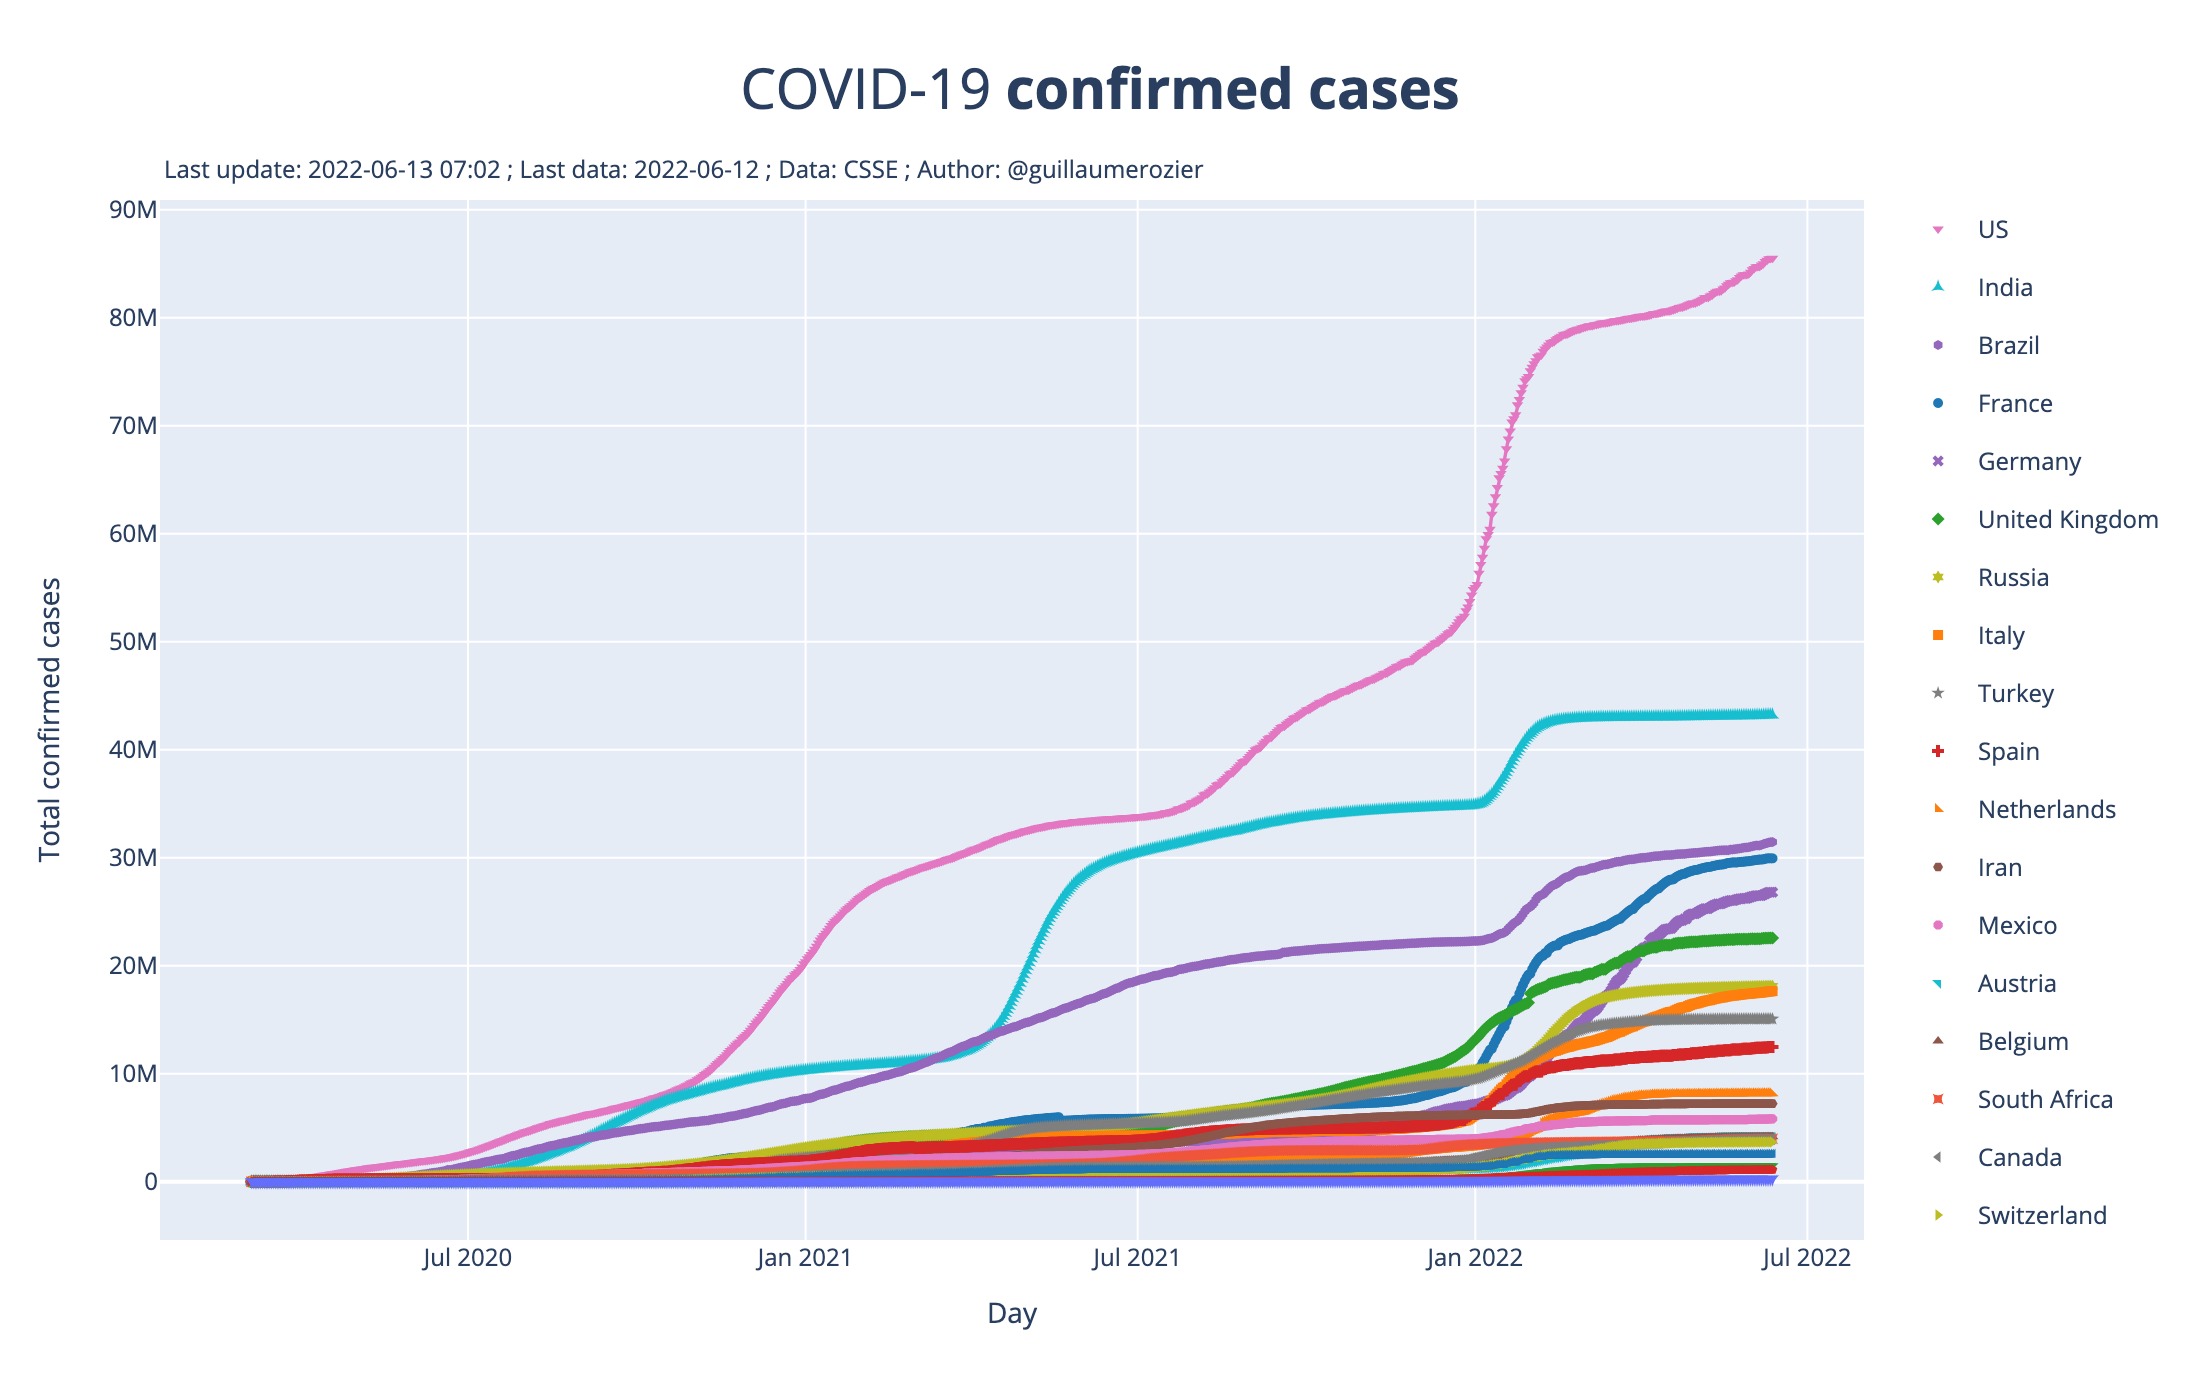 COVID-19 confirmed cases
Last update: 2022-06-13 07:02 ; Last data: 2022-06-12 ; Data: CSSE ; Author: @guillaumerozier
90M
80M
70M
60M
50M
40M
30M
20M
10M
0
Total confirmed cases
Jul 2020
Jan 2021
Jul 2021
Jan 2022
Jul 2022
Day
US
India
Brazil
France
Germany
United Kingdom
Russia
Italy
Turkey
Spain
Netherlands
Iran
Mexico
Austria
Belgium
South Africa
Canada
Switzerland